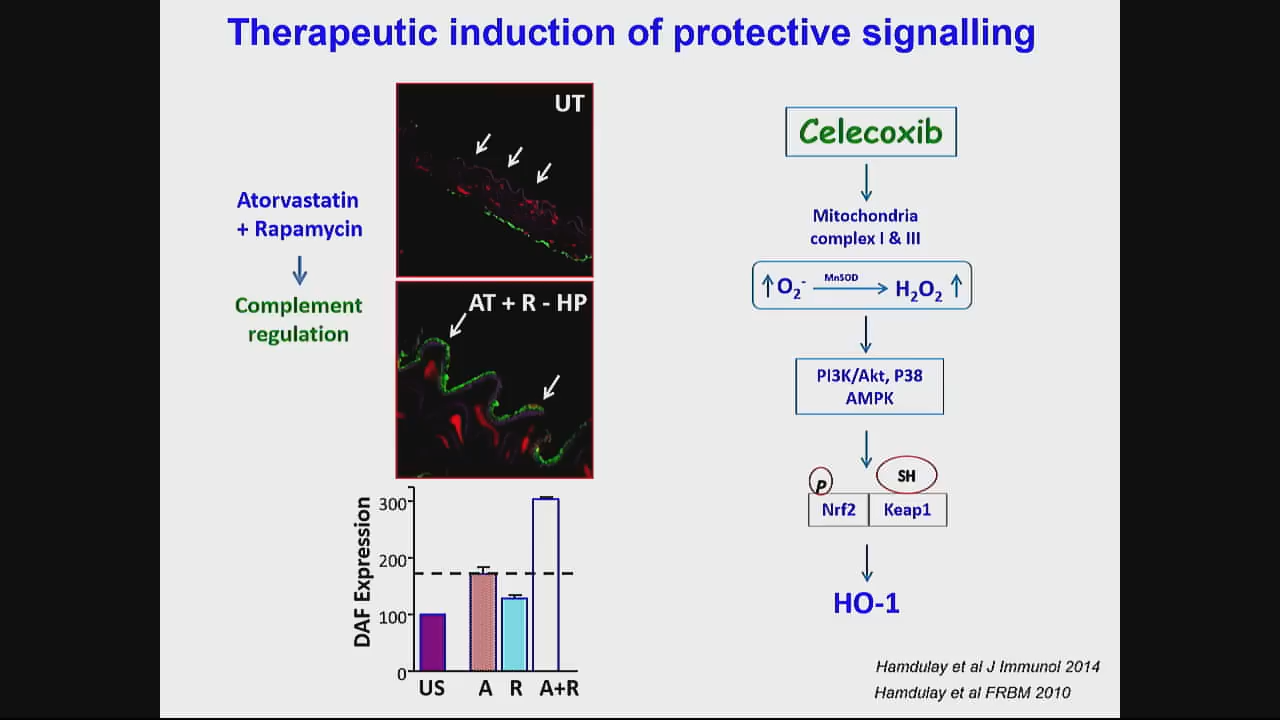 Therapeutic induction of protective signalling
Atorvastatin
+ Rapamycin
Complement
regulation
UT
AT + R - HP
DAF Expression
300
200
100
0
US A R A+R
Celecoxib
Mitochondria
complex I & III
↑O₂⁻ MnSOD → H₂O₂ ↑
PI3K/Akt, P38
AMPK
P SH
Nrf2 Keap1
HO-1
Hamdulay et al J Immunol 2014
Hamdulay et al FRBM 2010